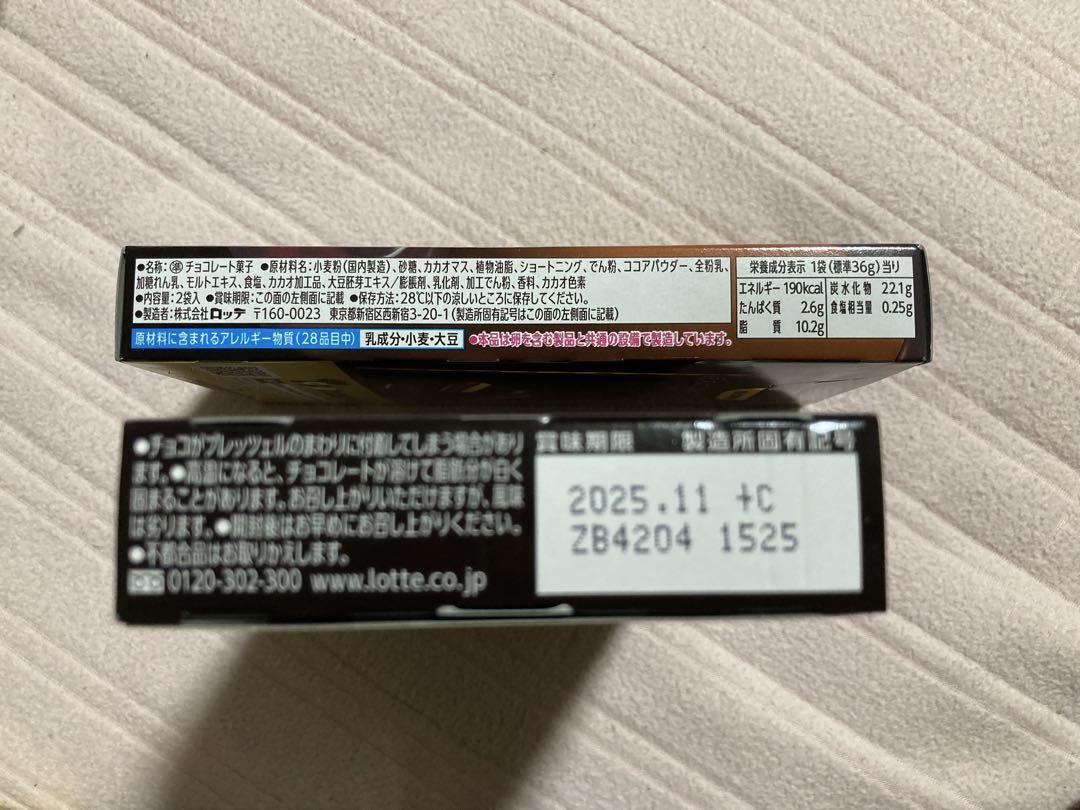 ●名称:準チョコレート菓子 ●原材料名:小麦粉(国内製造)、砂糖、カカオマス、植物油脂、ショートニング、でん粉、ココアパウダー、全粉乳、
加糖れん乳、モルトエキス、食塩、カカオ加工品、大豆胚芽エキス/膨脹剤、乳化剤、加工でん粉、香料、カカオ色素
●内容量:2袋入 ●賞味期限:この面の左側面に記載 ●保存方法:28℃以下の涼しいところに保存してください。
●製造者:株式会社ロッテ 〒160-0023 東京都新宿区西新宿3-20-1(製造所固有記号はこの面の左側面に記載)
原材料に含まれるアレルギー物質(28品目中) 乳成分・小麦・大豆 ●本品は卵を含む製品と共通の設備で製造しています。
栄養成分表示 1袋(標準36g)当り
エネルギー 190kcal 炭水化物 22.1g
たんぱく質 2.6g 食塩相当量 0.25g
脂質 10.2g
●チョコがプレッツェルのまわりに付着してしまう場合があり
ます。●高温になると、チョコレートが溶けて脂肪分が白く
固まることがあります。お召し上がりいただけますが、風味
は劣ります。●開封後はお早めにお召し上がりください。
●不都合品はお取りかえします。
0120-302-300 www.lotte.co.jp
賞味期限 製造所固有記号
2025.11 +C
ZB4204 1525